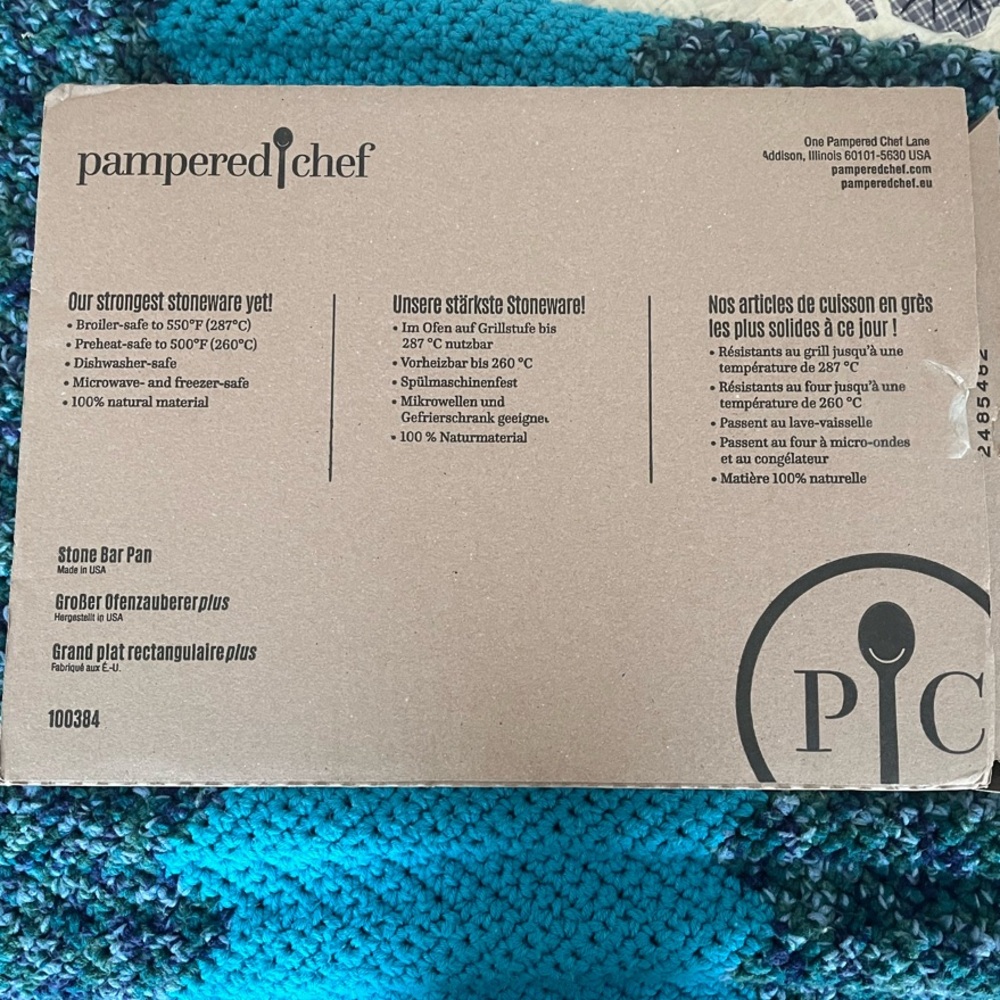 pampered chef
One Pampered Chef Lane
Addison, Illinois 60101-5630 USA
pamperedchef.com
pamperedchef.eu
Our strongest stoneware yet!
• Broiler-safe to 550°F (287°C)
• Preheat-safe to 500°F (260°C)
• Dishwasher-safe
• Microwave- and freezer-safe
• 100% natural material
Unsere stärkste Stoneware!
• Im Ofen auf Grillstufe bis
287 °C nutzbar
• Vorheizbar bis 260 °C
• Spülmaschinenfest
• Mikrowellen und
Gefrierschrank geeignet
• 100 % Naturmaterial
Nos articles de cuisson en grès
les plus solides à ce jour !
• Résistants au grill jusqu'à une
température de 287 °C
• Résistants au four jusqu'à une
température de 260 °C
• Passent au lave-vaisselle
• Passent au four à micro-ondes
et au congélateur
• Matière 100% naturelle
2485462
Stone Bar Pan
Made in USA
Großer Ofenzauberer plus
Hergestellt in USA
Grand plat rectangulaire plus
Fabriqué aux É.-U.
100384
PC